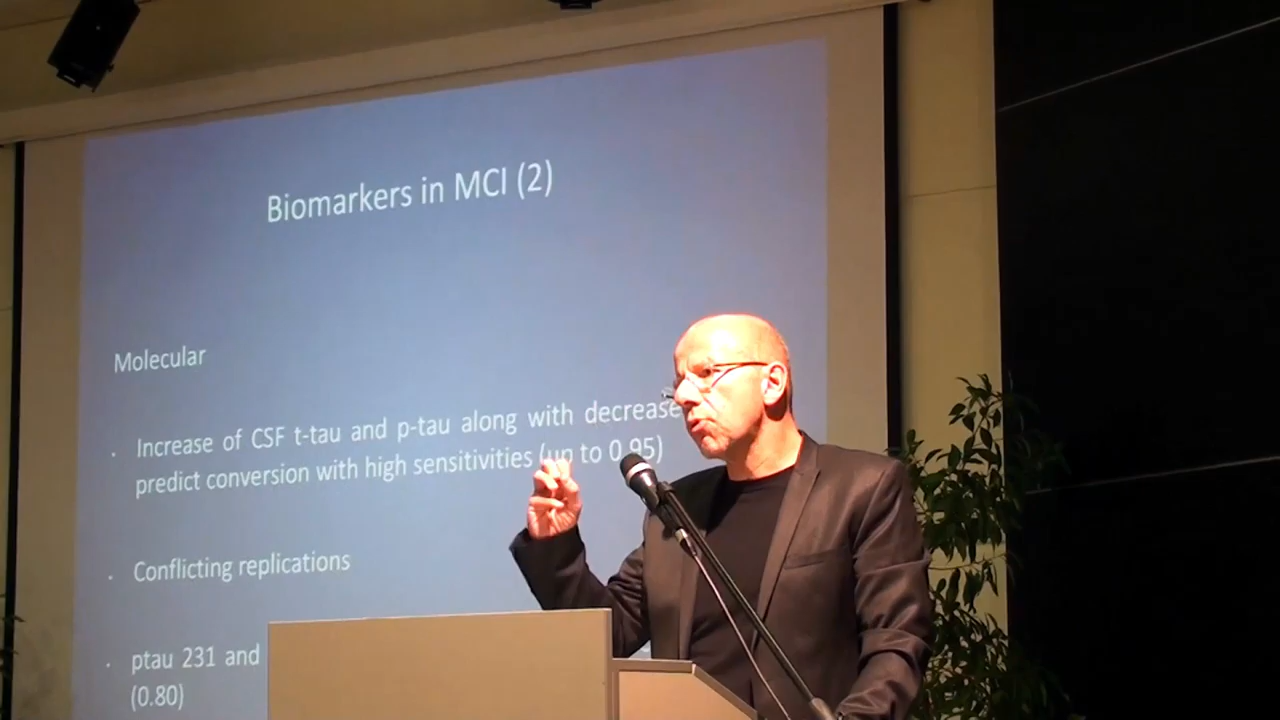 Biomarkers in MCI (2)
Molecular
· Increase of CSF t-tau and p-tau along with decrease
predict conversion with high sensitivities (up to 0.95)
· Conflicting replications
· ptau 231 and
(0.80)